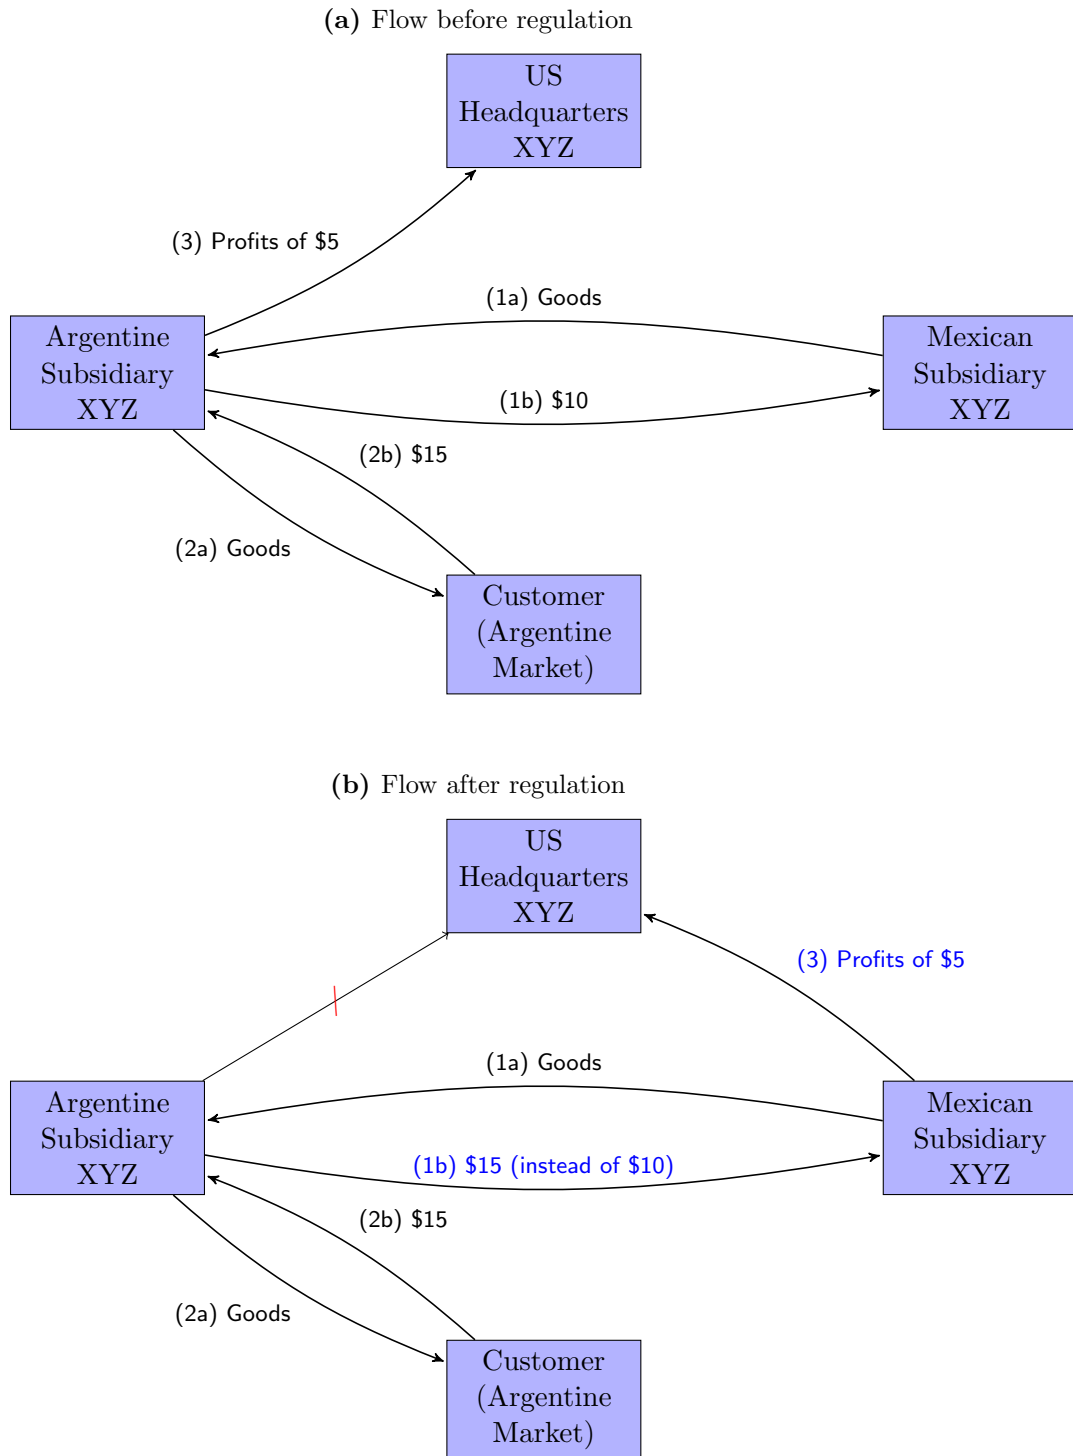 (a) Flow before regulation
US
Headquarters
XYZ
(3) Profits of $5
(1a) Goods
Argentine
Subsidiary
XYZ
Mexican
Subsidiary
XYZ
(1b) $10
(2b) $15
(2a) Goods
Customer
(Argentine
Market)
(b) Flow after regulation
US
Headquarters
XYZ
(3) Profits of $5
(1a) Goods
Argentine
Subsidiary
XYZ
Mexican
Subsidiary
XYZ
(1b) $15 (instead of $10)
(2b) $15
(2a) Goods
Customer
(Argentine
Market)